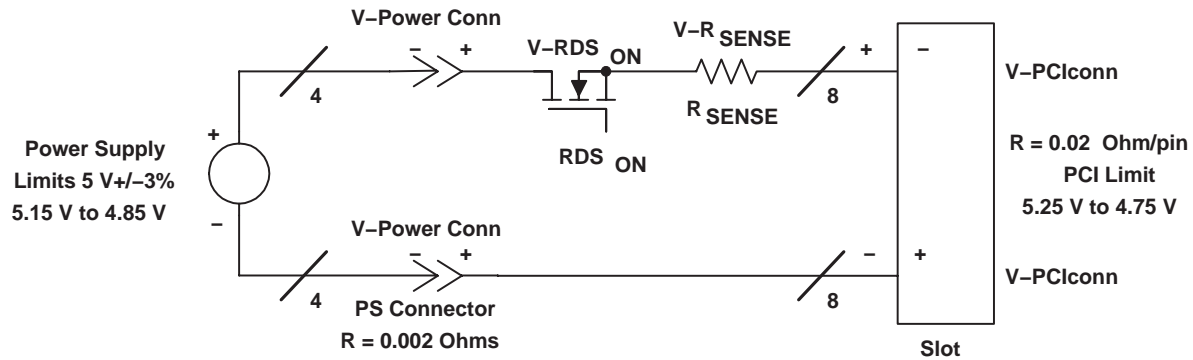 V−Power Conn
− +
4
V−RDS ON
RDS ON
V−R SENSE
R SENSE
8
+ −
V−PCIconn
Power Supply
Limits 5 V+/−3%
5.15 V to 4.85 V
+
−
R = 0.02 Ohm/pin
PCI Limit
5.25 V to 4.75 V
V−Power Conn
− +
4
PS Connector
R = 0.002 Ohms
8
− +
V−PCIconn
Slot